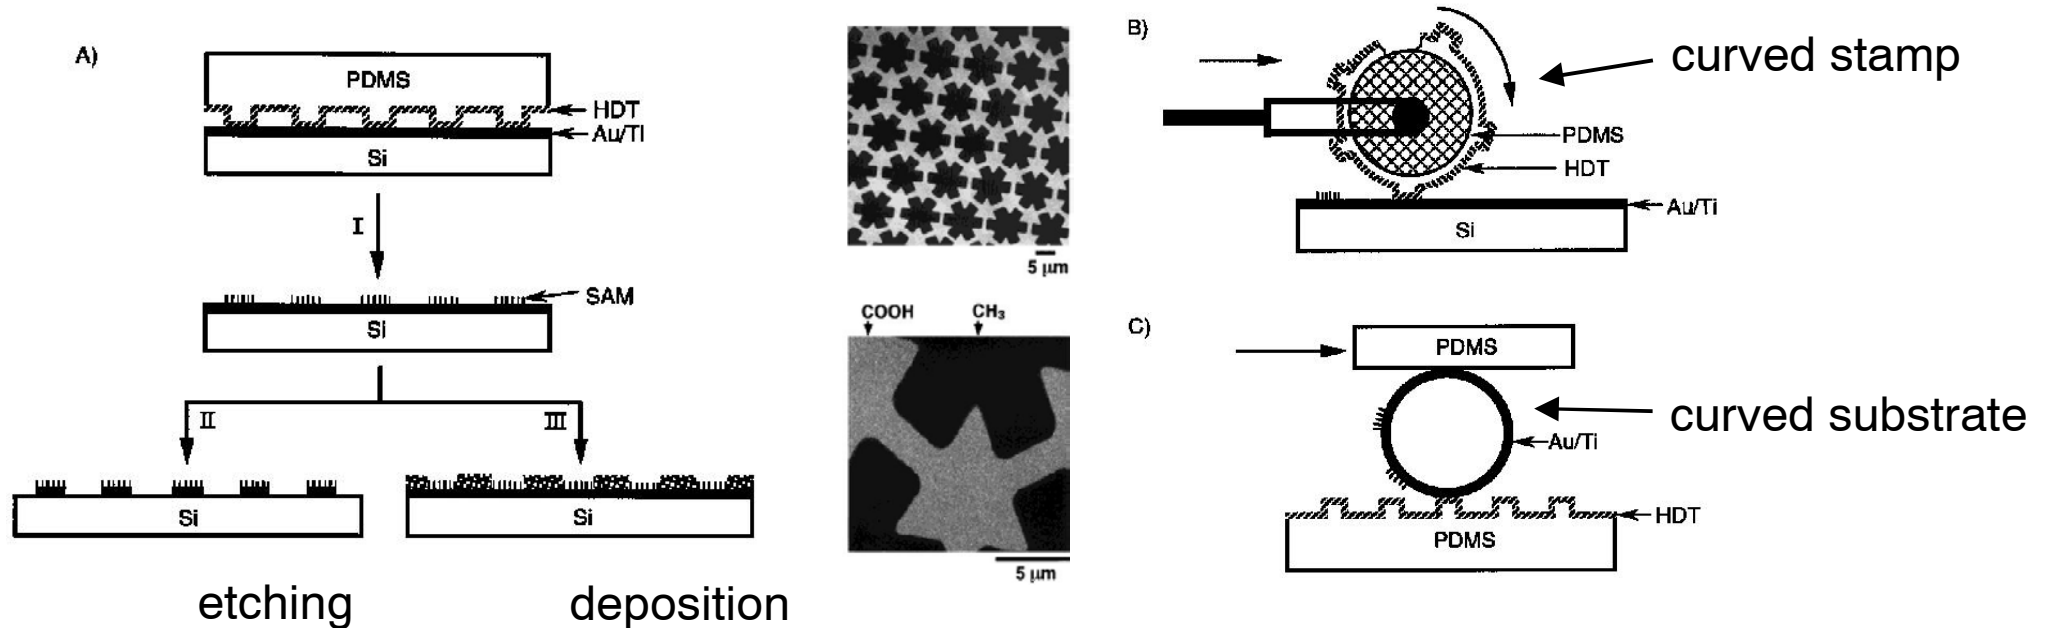 A)
PDMS
HDT
Au/Ti
Si
I
SAM
Si
II
III
Si
Si
etching
deposition
5 μm
COOH
CH₃
5 μm
B)
curved stamp
PDMS
HDT
Au/Ti
Si
C)
PDMS
curved substrate
Au/Ti
HDT
PDMS